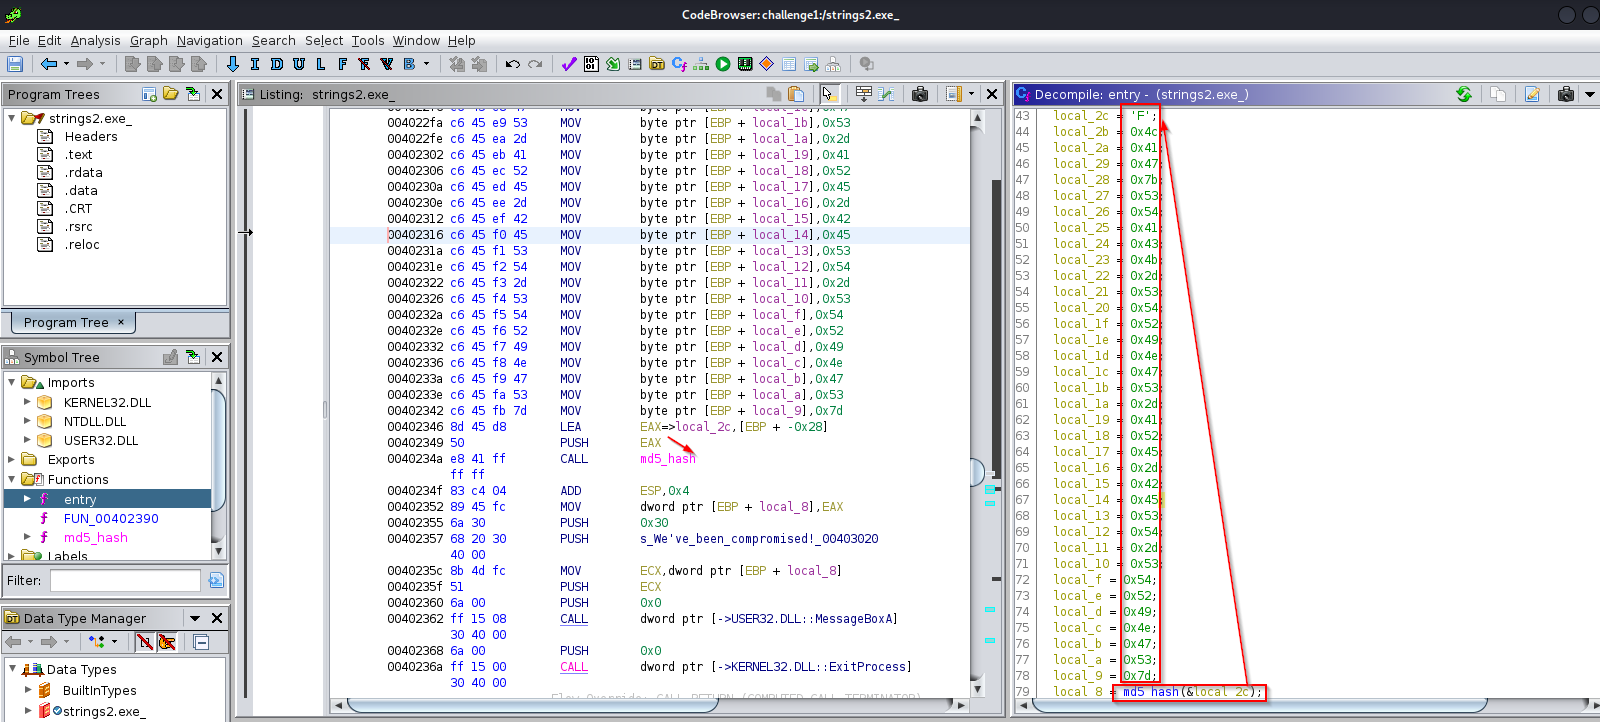 CodeBrowser: challenge1:/strings2.exe_
File Edit Analysis Graph Navigation Search Select Tools Window Help
I D U L F B
Program Trees
strings2.exe_
Headers
.text
.rdata
.data
.CRT
.rsrc
.reloc
Program Tree ×
Symbol Tree
Imports
KERNEL32.DLL
NTDLL.DLL
USER32.DLL
Exports
Functions
entry
FUN_00402390
md5_hash
Labels
Filter:
Data Type Manager
Data Types
BuiltInTypes
strings2.exe_
Listing: strings2.exe_
004022fa c6 45 e9 53 MOV byte ptr [EBP + local_1b],0x53
004022fe c6 45 ea 2d MOV byte ptr [EBP + local_1a],0x2d
00402302 c6 45 eb 41 MOV byte ptr [EBP + local_19],0x41
00402306 c6 45 ec 52 MOV byte ptr [EBP + local_18],0x52
0040230a c6 45 ed 45 MOV byte ptr [EBP + local_17],0x45
0040230e c6 45 ee 2d MOV byte ptr [EBP + local_16],0x2d
00402312 c6 45 ef 42 MOV byte ptr [EBP + local_15],0x42
00402316 c6 45 f0 45 MOV byte ptr [EBP + local_14],0x45
0040231a c6 45 f1 53 MOV byte ptr [EBP + local_13],0x53
0040231e c6 45 f2 54 MOV byte ptr [EBP + local_12],0x54
00402322 c6 45 f3 2d MOV byte ptr [EBP + local_11],0x2d
00402326 c6 45 f4 53 MOV byte ptr [EBP + local_10],0x53
0040232a c6 45 f5 54 MOV byte ptr [EBP + local_f],0x54
0040232e c6 45 f6 52 MOV byte ptr [EBP + local_e],0x52
00402332 c6 45 f7 49 MOV byte ptr [EBP + local_d],0x49
00402336 c6 45 f8 4e MOV byte ptr [EBP + local_c],0x4e
0040233a c6 45 f9 47 MOV byte ptr [EBP + local_b],0x47
0040233e c6 45 fa 53 MOV byte ptr [EBP + local_a],0x53
00402342 c6 45 fb 7d MOV byte ptr [EBP + local_9],0x7d
00402346 8d 45 d8 LEA EAX=>local_2c,[EBP + -0x28]
00402349 50 PUSH EAX
0040234a e8 41 ff CALL md5_hash
ff ff
0040234f 83 c4 04 ADD ESP,0x4
00402352 89 45 fc MOV dword ptr [EBP + local_8],EAX
00402355 6a 30 PUSH 0x30
00402357 68 20 30 PUSH s_We've_been_compromised!_00403020
40 00
0040235c 8b 4d fc MOV ECX,dword ptr [EBP + local_8]
0040235f 51 PUSH ECX
00402360 6a 00 PUSH 0x0
00402362 ff 15 08 CALL dword ptr [->USER32.DLL::MessageBoxA]
30 40 00
00402368 6a 00 PUSH 0x0
0040236a ff 15 00 CALL dword ptr [->KERNEL32.DLL::ExitProcess]
30 40 00
Decompile: entry - (strings2.exe_)
43 local_2c = 'F';
44 local_2b = 0x4c;
45 local_2a = 0x41;
46 local_29 = 0x47;
47 local_28 = 0x7b;
48 local_27 = 0x53;
49 local_26 = 0x54;
50 local_25 = 0x41;
51 local_24 = 0x43;
52 local_23 = 0x4b;
53 local_22 = 0x2d;
54 local_21 = 0x53;
55 local_20 = 0x54;
56 local_1f = 0x52;
57 local_1e = 0x49;
58 local_1d = 0x4e;
59 local_1c = 0x47;
60 local_1b = 0x53;
61 local_1a = 0x2d;
62 local_19 = 0x41;
63 local_18 = 0x52;
64 local_17 = 0x45;
65 local_16 = 0x2d;
66 local_15 = 0x42;
67 local_14 = 0x45;
68 local_13 = 0x53;
69 local_12 = 0x54;
70 local_11 = 0x2d;
71 local_10 = 0x53;
72 local_f = 0x54;
73 local_e = 0x52;
74 local_d = 0x49;
75 local_c = 0x4e;
76 local_b = 0x47;
77 local_a = 0x53;
78 local_9 = 0x7d;
79 local_8 = md5_hash(&local_2c);